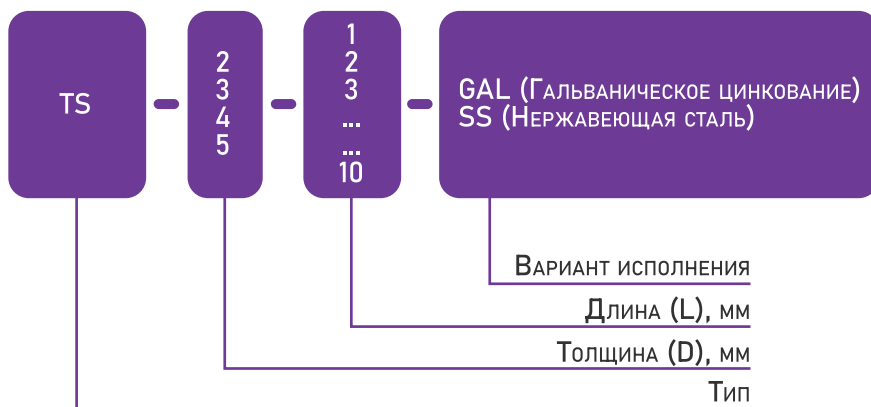 TS
2
3
4
5
1
2
3
...
...
10
GAL (Гальваническое цинкование)
SS (Нержавеющая сталь)
Вариант исполнения
Длина (L), мм
Толщина (D), мм
Тип